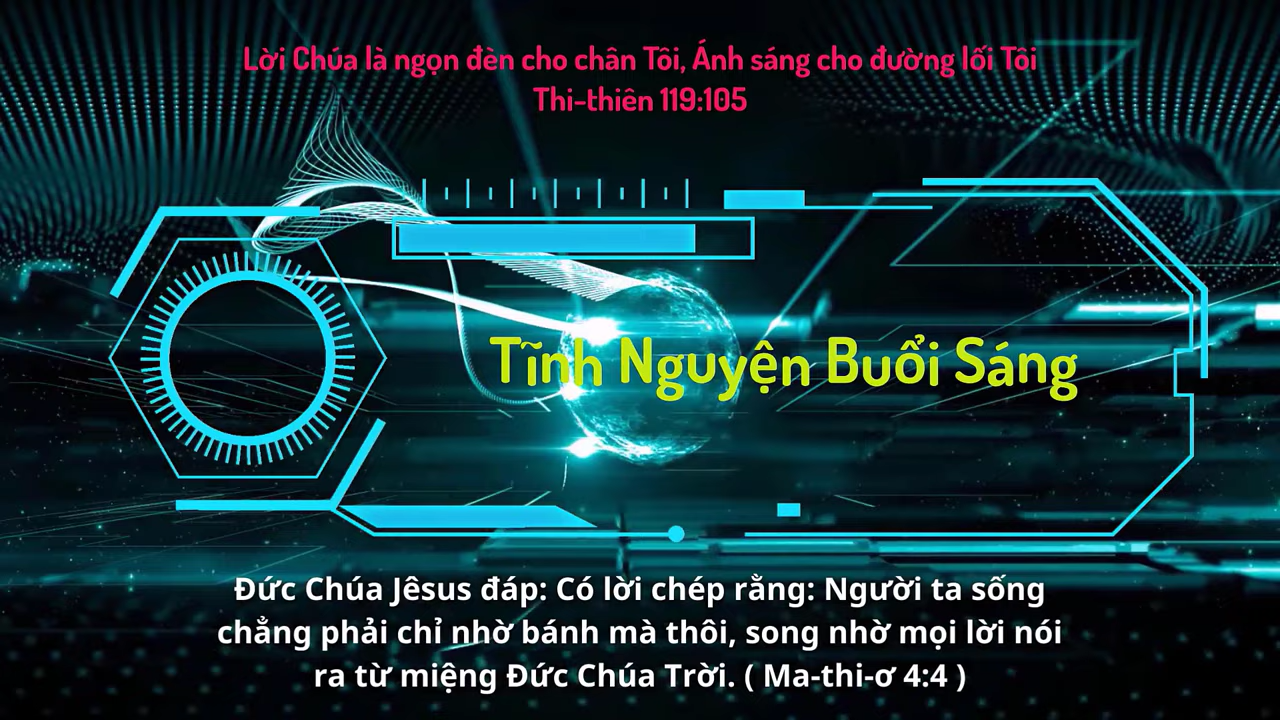 Lời Chúa là ngọn đèn cho chân Tôi, Ánh sáng cho đường lối Tôi
Thi-thiên 119:105
Tĩnh Nguyện Buổi Sáng
Đức Chúa Jêsus đáp: Có lời chép rằng: Người ta sống
chẳng phải chỉ nhờ bánh mà thôi, song nhờ mọi lời nói
ra từ miệng Đức Chúa Trời. ( Ma-thi-ơ 4:4 )